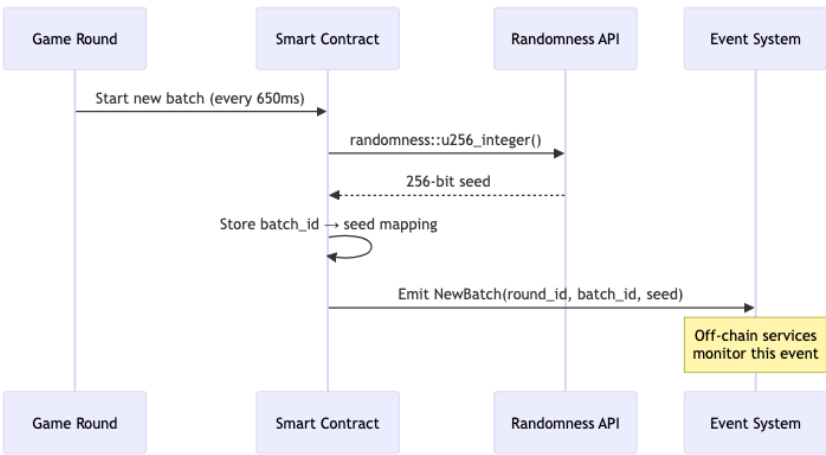 Game Round
Smart Contract
Randomness API
Event System
Start new batch (every 650ms)
randomness::u256_integer()
256-bit seed
Store batch_id → seed mapping
Emit NewBatch(round_id, batch_id, seed)
Off-chain services
monitor this event
Game Round
Smart Contract
Randomness API
Event System